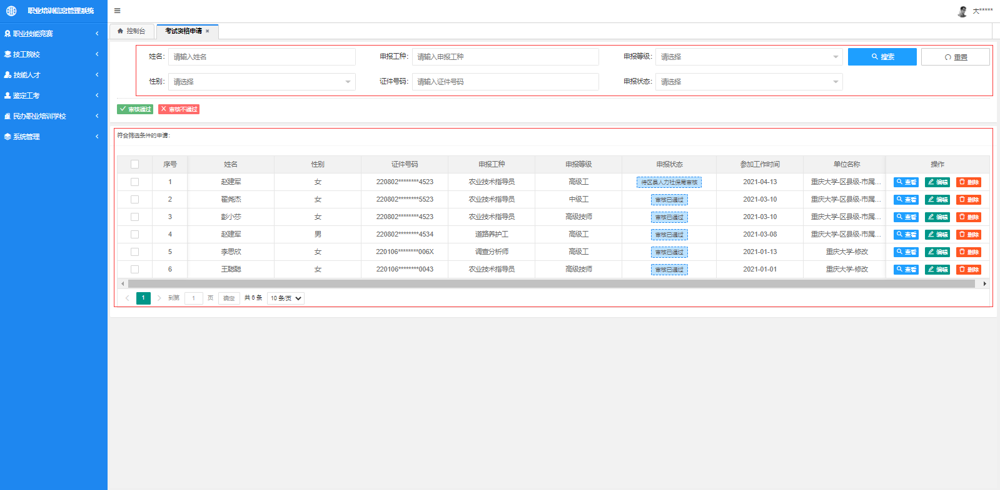 职业培训信息管理系统
大*****
控制台 考试资格申请 ×
职业技能竞赛
技工院校
技能人才
鉴定工考
民办职业培训学校
系统管理
姓名: 请输入姓名 申报工种: 请输入申报工种 申报等级: 请选择 搜索 重置
性别: 请选择 证件号码: 请输入证件号码 申报状态: 请选择
审核通过 审核不通过
符合筛选条件的申请:
序号 姓名 性别 证件号码 申报工种 申报等级 申报状态 参加工作时间 单位名称 操作
1 赵建军 女 220802********4523 农业技术指导员 高级工 待区县人力社保局审核 2021-04-13 重庆大学-区县级-市属... 查看 编辑 删除
2 翟尧杰 女 220802********5523 农业技术指导员 中级工 审核已通过 2021-03-10 重庆大学-区县级-市属... 查看 编辑 删除
3 彭小莎 女 220802********4523 农业技术指导员 高级技师 审核已通过 2021-03-10 重庆大学-区县级-市属... 查看 编辑 删除
4 赵建军 男 220802********4534 道路养护工 高级工 审核已通过 2021-03-08 重庆大学-区县级-市属... 查看 编辑 删除
5 李思欣 女 220106********006X 调查分析师 高级工 审核已通过 2021-01-13 重庆大学-修改 查看 编辑 删除
6 王聪聪 女 220106********0043 农业技术指导员 高级技师 审核已通过 2021-01-01 重庆大学-修改 查看 编辑 删除
1 到第 1 页 确定 共 6 条 10 条/页